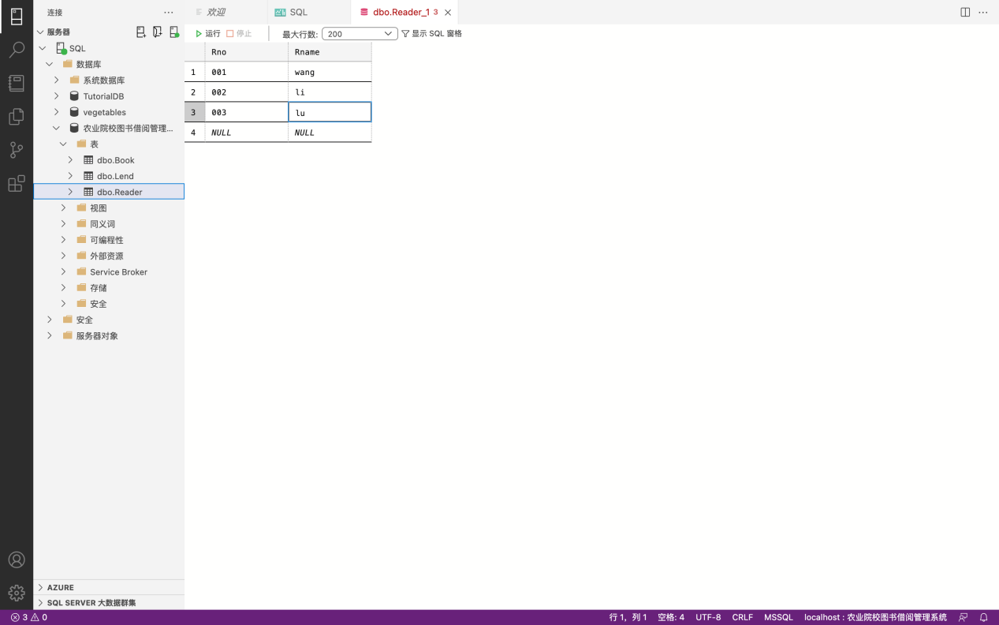 连接
服务器
SQL
数据库
系统数据库
TutorialDB
vegetables
农业院校图书借阅管理...
表
dbo.Book
dbo.Lend
dbo.Reader
视图
同义词
可编程性
外部资源
Service Broker
存储
安全
安全
服务器对象
AZURE
SQL SERVER 大数据群集
欢迎 SQL dbo.Reader_1 3
运行 停止 最大行数: 200 显示 SQL 窗格
Rno Rname
1 001 wang
2 002 li
3 003 lu
4 NULL NULL
3 0 行 1，列 1 空格: 4 UTF-8 CRLF MSSQL localhost : 农业院校图书借阅管理系统